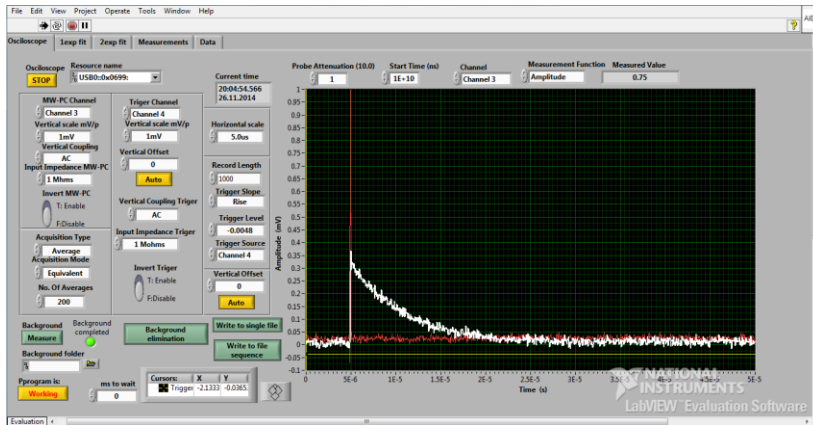 File Edit View Project Operate Tools Window Help
Oscilloscope 1exp fit 2exp fit Measurements Data
Oscilloscope Resource name
STOP USB0::0x0699:
Current time
20:04:54.566
26.11.2014
Probe Attenuation (10.0) Start Time (m) Channel Measurement Function Measured Value
1 1E+10 Channel 3 Amplitude 0.75
MW-PC Channel
Channel 3
Vertical scale mV/p
1mV
Vertical Coupling
AC
Input Impedance MW-PC
1 Mhms
Invert MW-PC
T: Enable
F:Disable
Acquisition Type
Average
Acquisition Mode
Equivalent
No. Of Averages
200
Triger Channel
Channel 4
Vertical scale mV/p
1mV
Vertical Offset
0
Auto
Vertical Coupling Triger
AC
Input Impedance Triger
1 Mohms
Invert Triger
T: Enable
F:Disable
Horizontal scale
5.0us
Record Length
1000
Trigger Slope
Rise
Trigger Level
-0.0048
Trigger Source
Channel 4
Vertical Offset
0
Auto
Background
Measure
Background
completed
Background
elimination
Write to single file
Write to file
sequence
Background folder
Pprogram is:
Working
ms to wait
0
Cursors: X Y
Trigger -2.1333 -0.0365
Amplitude (mV)
1
0.95
0.9
0.85
0.8
0.75
0.7
0.65
0.6
0.55
0.5
0.45
0.4
0.35
0.3
0.25
0.2
0.15
0.1
0.05
0
-0.05
-0.1
0 5E-6 1E-5 1.5E-5 2E-5 2.5E-5 3E-5 3.5E-5 4E-5 4.5E-5 5E-5
Time (s)
NATIONAL
INSTRUMENTS
LabVIEW™ Evaluation Software
Evaluation